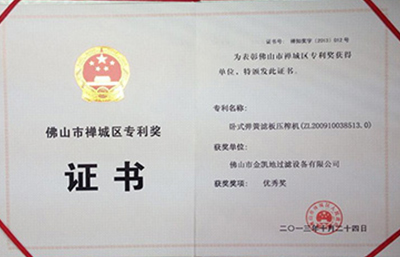 佛山市禅城区专利奖
证书
证书号: 禅知奖字(2013)012号
为表彰佛山市禅城区专利奖获得
单位,特颁发此证书。
专利名称:
卧式弹簧滤板压榨机(ZL200910038513.0)
获奖单位:
佛山市金凯地过滤设备有限公司
获奖奖项: 优秀奖
二〇一三年十月二十四日